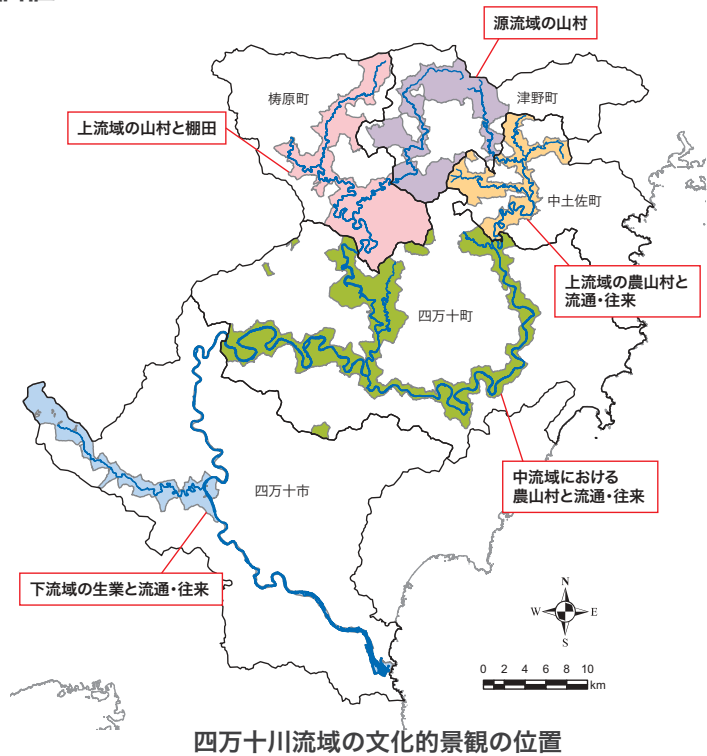 源流域の山村
梼原町
津野町
上流域の山村と棚田
中土佐町
上流域の農山村と
流通・往来
四万十町
中流域における
農山村と流通・往来
四万十市
下流域の生業と流通・往来
N
W E
S
0 2 4 6 8 10
km
四万十川流域の文化的景観の位置